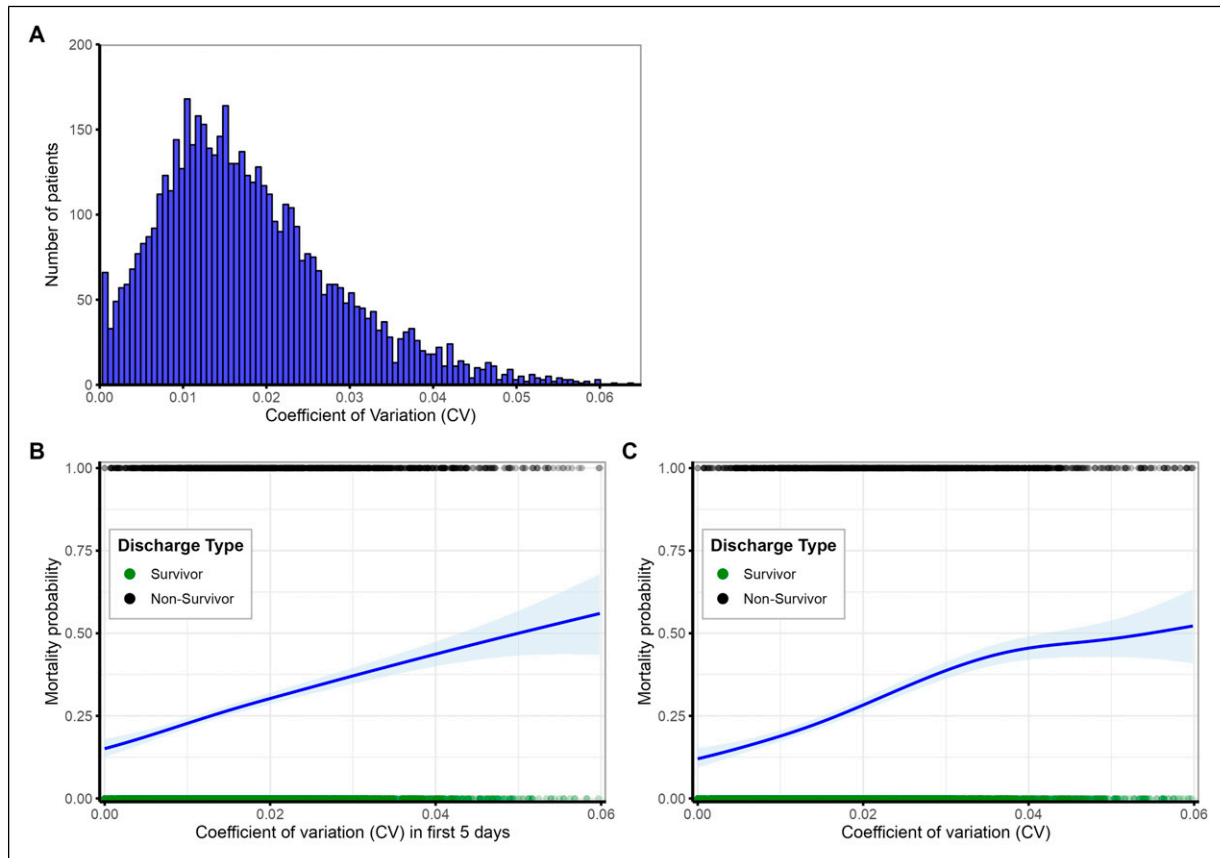 A
200
150
100
50
0
Number of patients
0.00 0.01 0.02 0.03 0.04 0.05 0.06
Coefficient of Variation (CV)
B
1.00
0.75
0.50
0.25
0.00
Mortality probability
Discharge Type
Survivor
Non-Survivor
0.00 0.02 0.04 0.06
Coefficient of variation (CV) in first 5 days
C
1.00
0.75
0.50
0.25
0.00
Mortality probability
Discharge Type
Survivor
Non-Survivor
0.00 0.02 0.04 0.06
Coefficient of variation (CV)